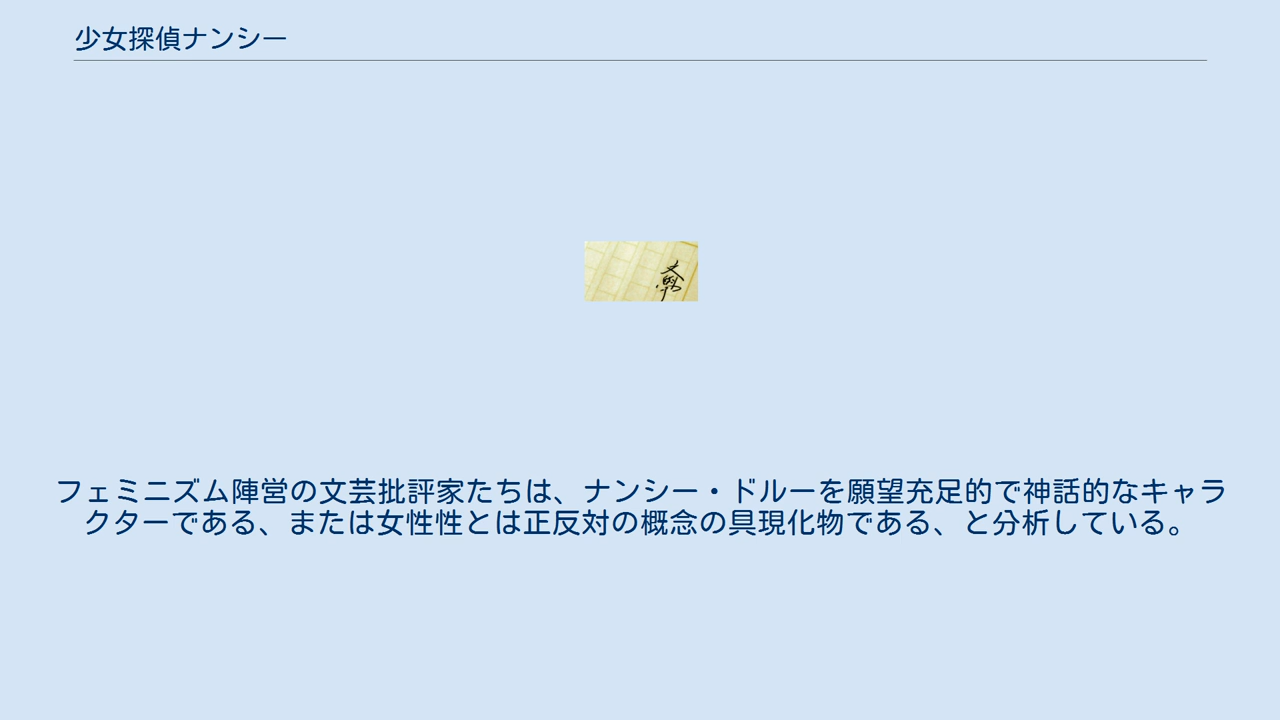 少女探偵ナンシー
フェミニズム陣営の文芸批評家たちは、ナンシー・ドルーを願望充足的で神話的なキャラ
クターである、または女性性とは正反対の概念の具現化物である、と分析している。